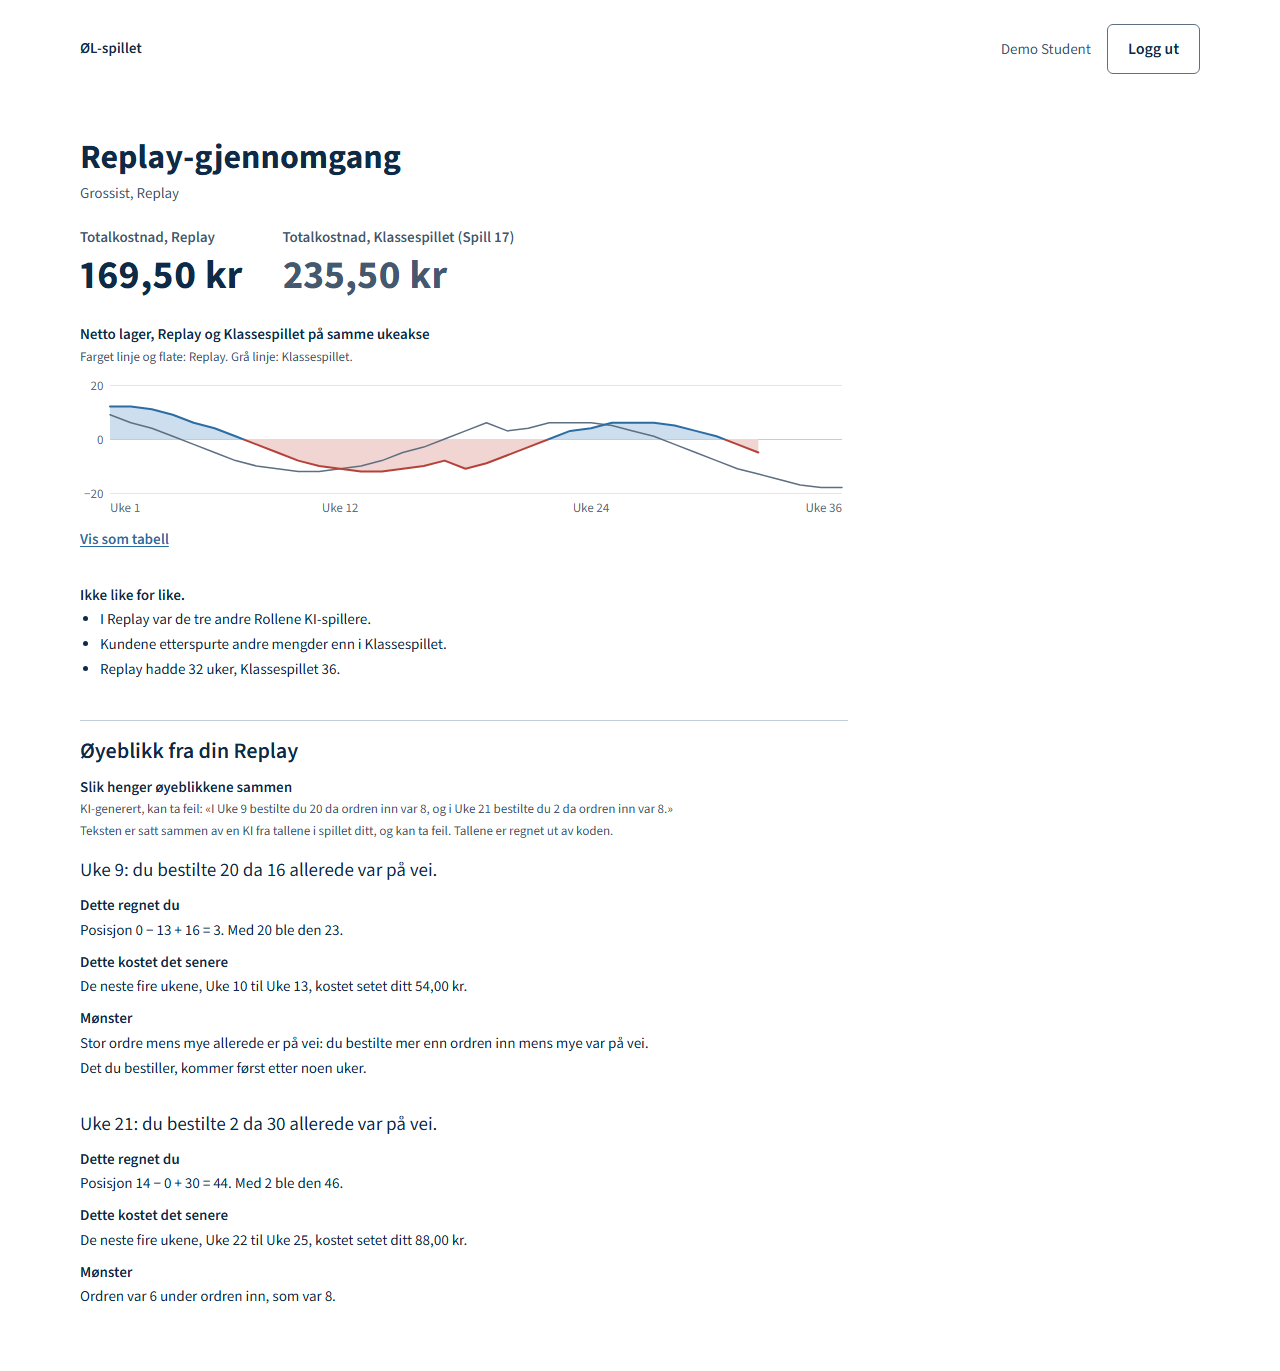 ØL-spillet
Demo Student
Logg ut
Replay-gjennomgang
Grossist, Replay
Totalkostnad, Replay
169,50 kr
Totalkostnad, Klassespillet (Spill 17)
235,50 kr
Netto lager, Replay og Klassespillet på samme ukeakse
Farget linje og flate: Replay. Grå linje: Klassespillet.
20
0
−20
Uke 1
Uke 12
Uke 24
Uke 36
Vis som tabell
Ikke like for like.
• I Replay var de tre andre Rollene KI-spillere.
• Kundene etterspurte andre mengder enn i Klassespillet.
• Replay hadde 32 uker, Klassespillet 36.
Øyeblikk fra din Replay
Slik henger øyeblikkene sammen
KI-generert, kan ta feil: «I Uke 9 bestilte du 20 da ordren inn var 8, og i Uke 21 bestilte du 2 da ordren inn var 8.»
Teksten er satt sammen av en KI fra tallene i spillet ditt, og kan ta feil. Tallene er regnet ut av koden.
Uke 9: du bestilte 20 da 16 allerede var på vei.
Dette regnet du
Posisjon 0 − 13 + 16 = 3. Med 20 ble den 23.
Dette kostet det senere
De neste fire ukene, Uke 10 til Uke 13, kostet setet ditt 54,00 kr.
Mønster
Stor ordre mens mye allerede er på vei: du bestilte mer enn ordren inn mens mye var på vei.
Det du bestiller, kommer først etter noen uker.
Uke 21: du bestilte 2 da 30 allerede var på vei.
Dette regnet du
Posisjon 14 − 0 + 30 = 44. Med 2 ble den 46.
Dette kostet det senere
De neste fire ukene, Uke 22 til Uke 25, kostet setet ditt 88,00 kr.
Mønster
Ordren var 6 under ordren inn, som var 8.